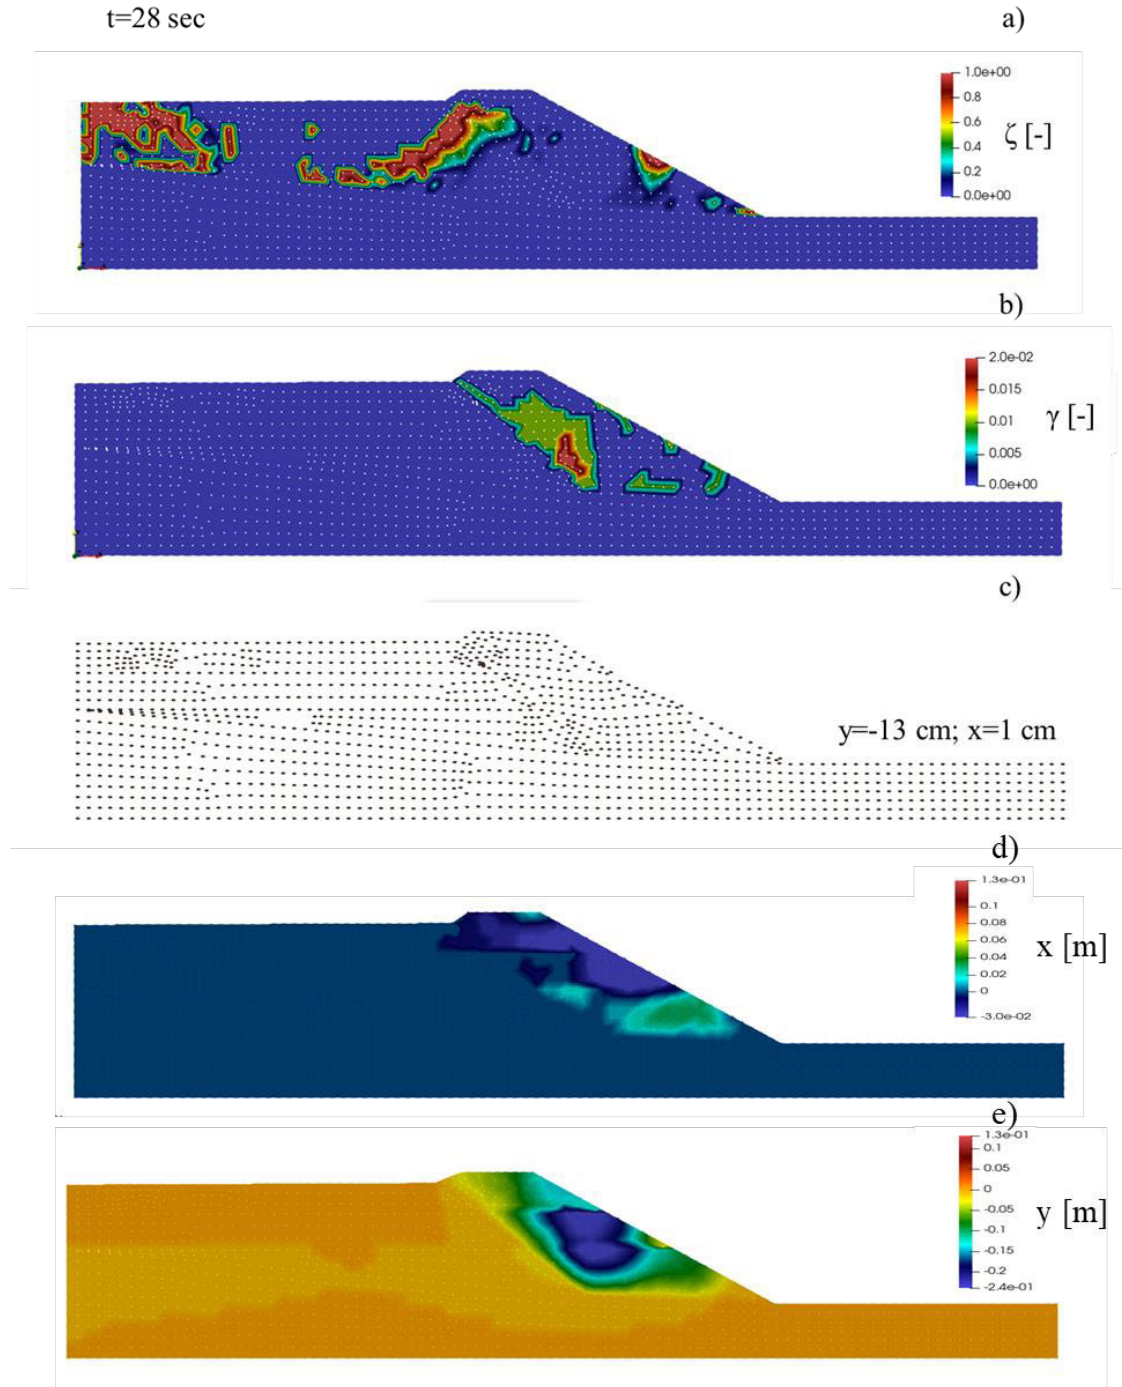 t=28 sec
a)
1.0e+00
0.8
0.6
0.4
0.2
0.0e+00
ζ [-]
b)
2.0e-02
0.015
0.01
0.005
0.0e+00
γ [-]
c)
y=-13 cm; x=1 cm
d)
1.3e-01
0.1
0.08
0.06
0.04
0.02
0
-3.0e-02
x [m]
e)
1.3e-01
0.1
0.05
0
-0.05
-0.1
-0.15
-0.2
-2.4e-01
y [m]